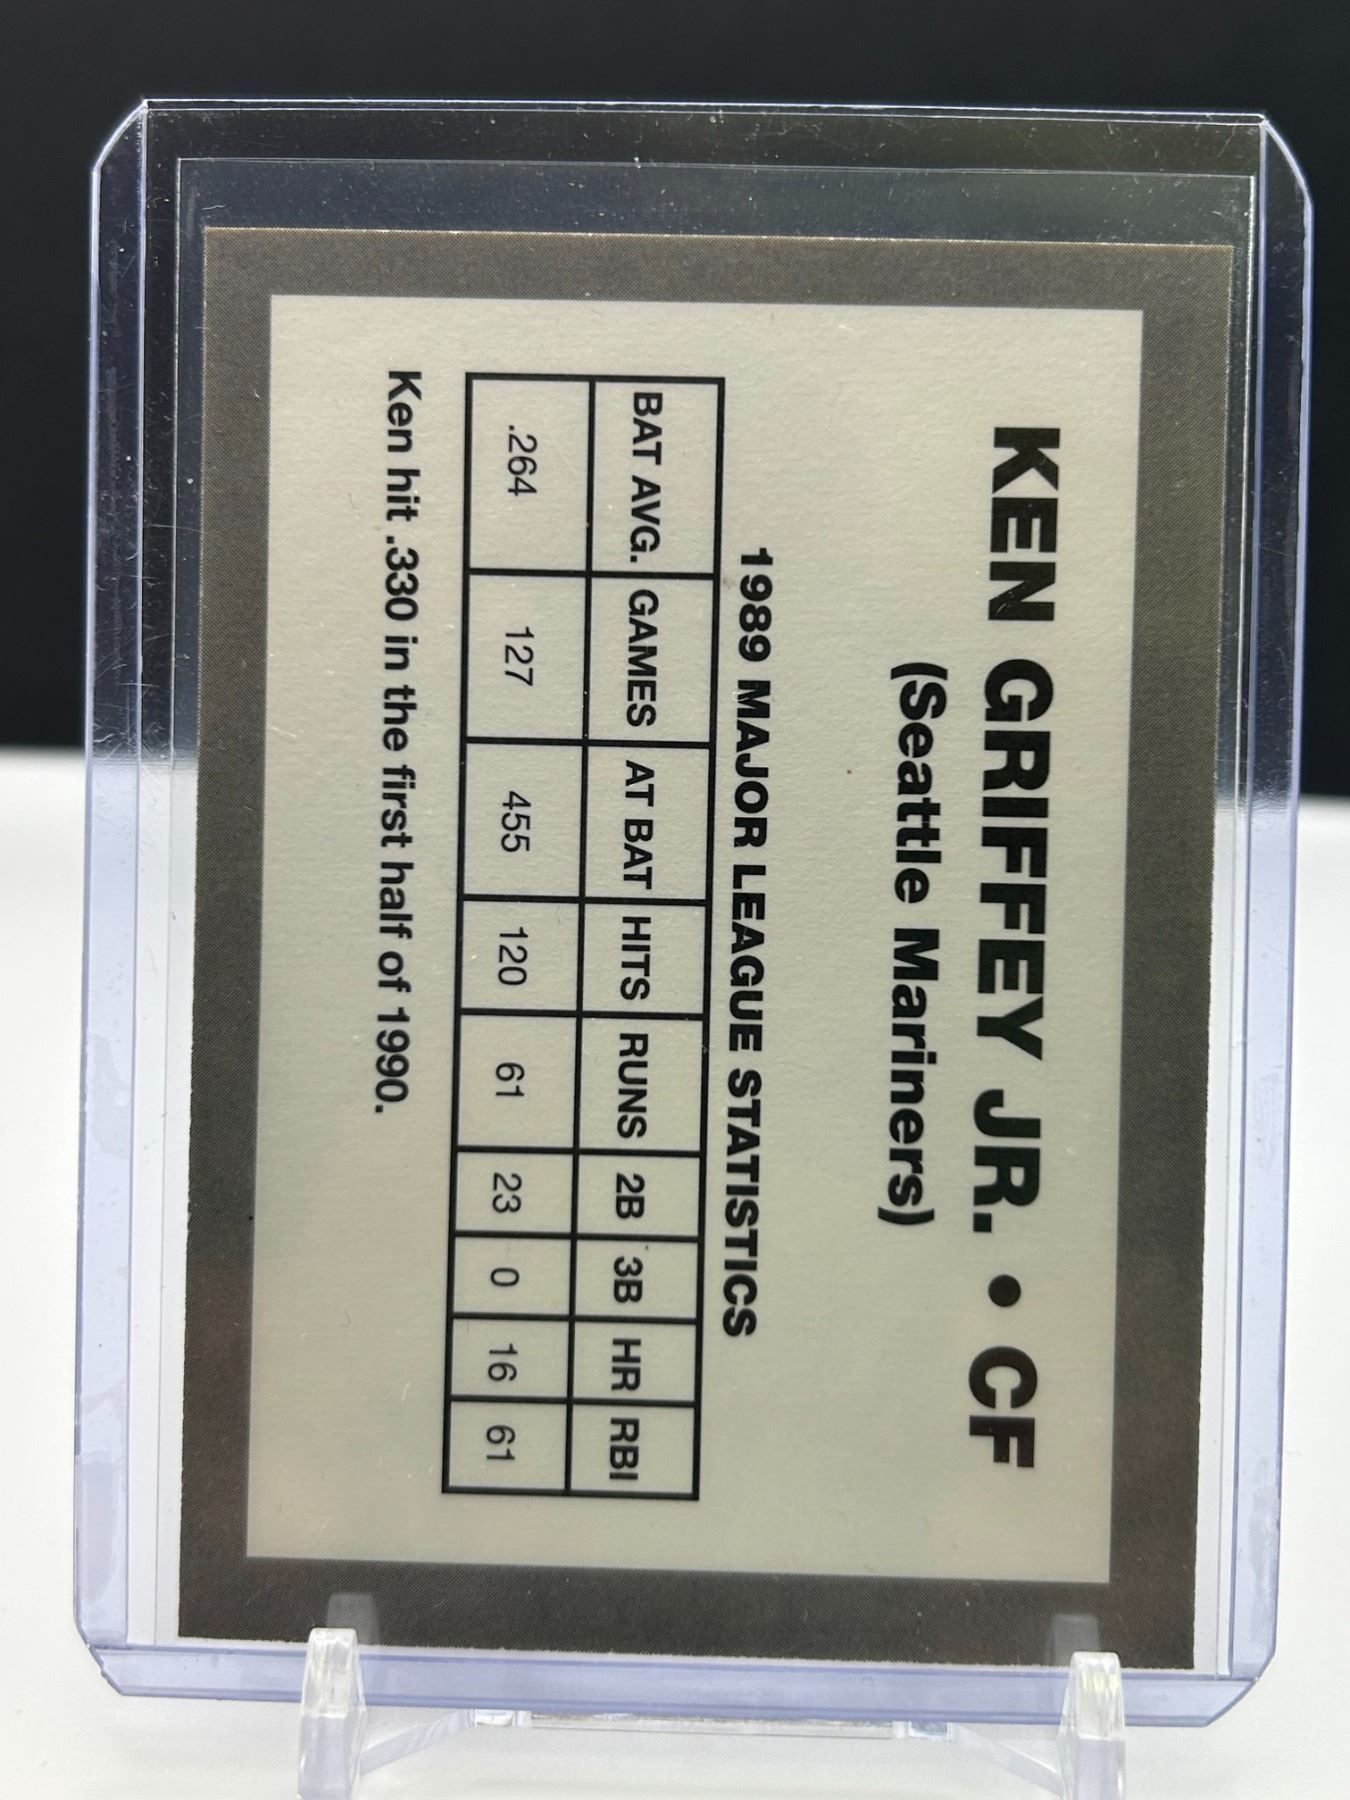 KEN GRIFFEY JR. • CF
(Seattle Mariners)
1989 MAJOR LEAGUE STATISTICS
BAT AVG. GAMES AT BAT HITS RUNS 2B 3B HR RBI
.264 127 455 120 61 23 0 16 61
Ken hit .330 in the first half of 1990.